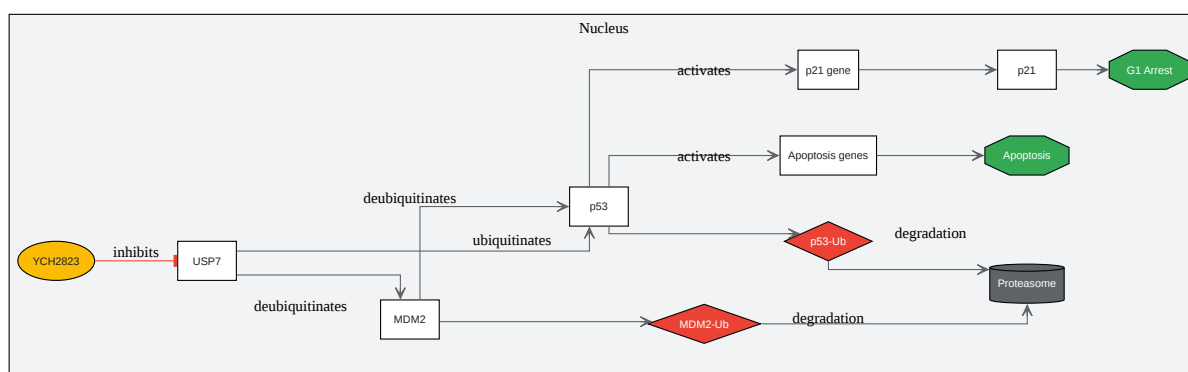 Nucleus
activates
p21 gene
p21
G1 Arrest
activates
Apoptosis genes
Apoptosis
deubiquitinates
p53
ubiquitinates
p53-Ub
degradation
YCH2823
inhibits
USP7
Proteasome
deubiquitinates
MDM2
MDM2-Ub
degradation